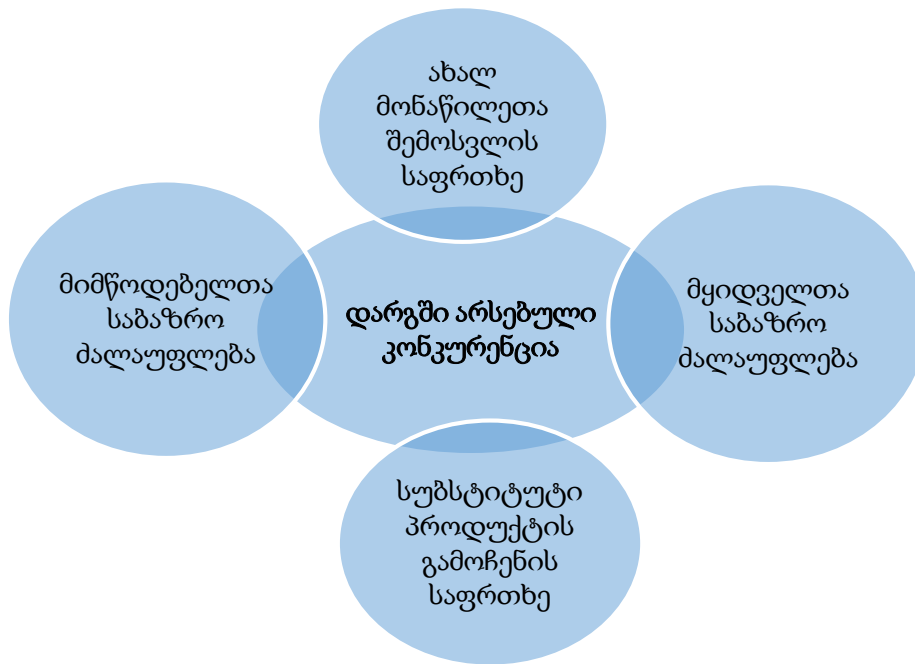 ახალ
მონაწილეთა
შემოსვლის
საფრთხე
მიმწოდებელთა
საბაზრო
ძალაუფლება
დარგში არსებული
კონკურენცია
მყიდველთა
საბაზრო
ძალაუფლება
სუბსტიტუტი
პროდუქტის
გამოჩენის
საფრთხე